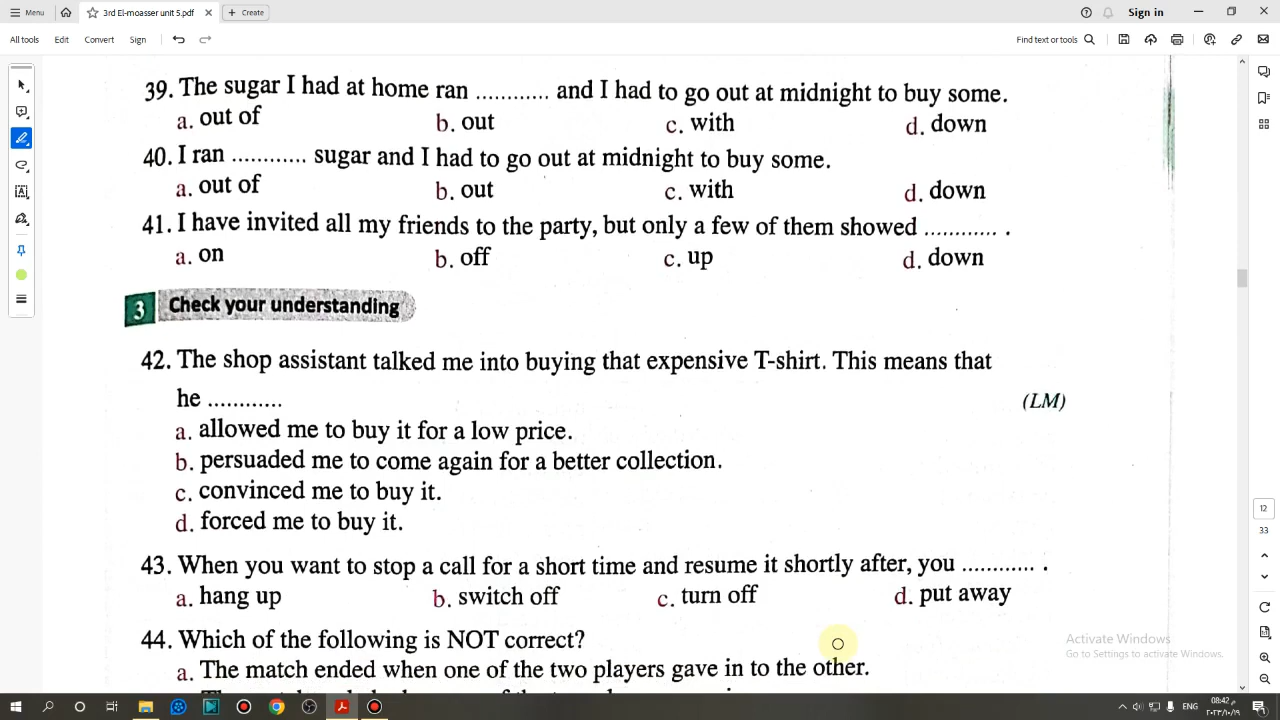 Menu
3rd El-moasser unit 5.pdf
Create
Sign in
All tools Edit Convert Sign
Find text or tools
39. The sugar I had at home ran ............ and I had to go out at midnight to buy some.
a. out of b. out c. with d. down
40. I ran ............ sugar and I had to go out at midnight to buy some.
a. out of b. out c. with d. down
41. I have invited all my friends to the party, but only a few of them showed ............ .
a. on b. off c. up d. down
3 Check your understanding
42. The shop assistant talked me into buying that expensive T-shirt. This means that
he ............ (LM)
a. allowed me to buy it for a low price.
b. persuaded me to come again for a better collection.
c. convinced me to buy it.
d. forced me to buy it.
43. When you want to stop a call for a short time and resume it shortly after, you ............ .
a. hang up b. switch off c. turn off d. put away
44. Which of the following is NOT correct?
a. The match ended when one of the two players gave in to the other.
12
33
Activate Windows
Go to Settings to activate Windows.
ENG
08:42 م
٢٠٢٣/١٠/٠٩